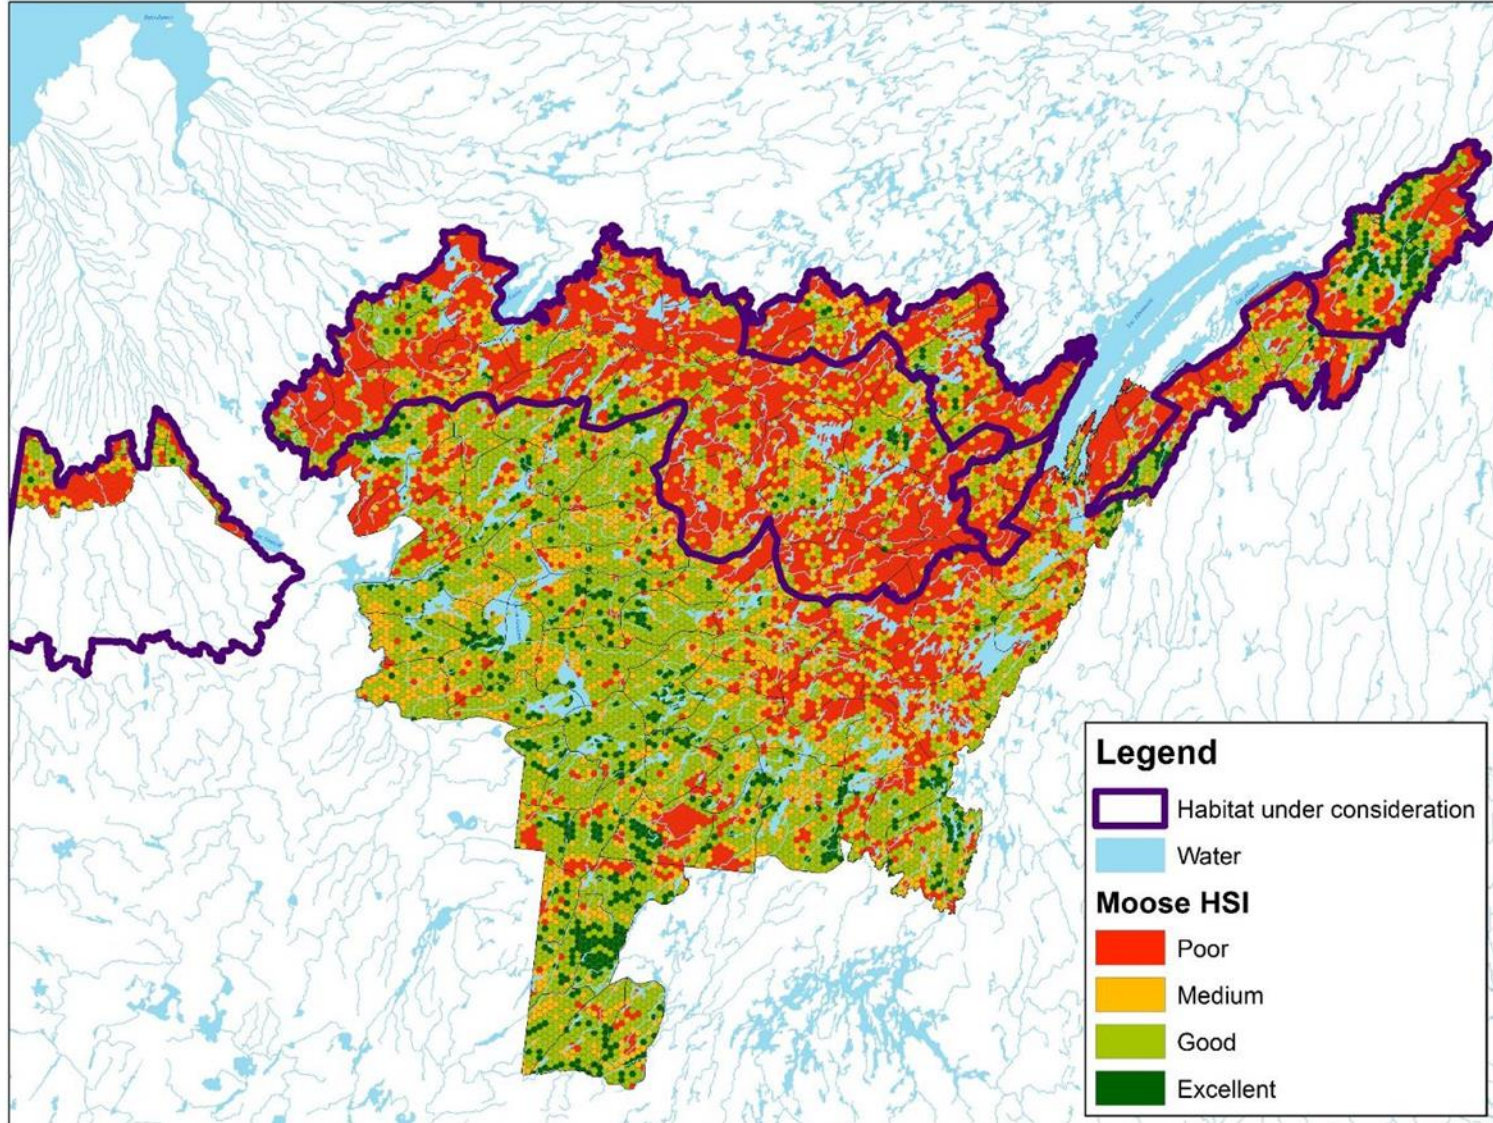 Legend
Habitat under consideration
Water
Moose HSI
Poor
Medium
Good
Excellent